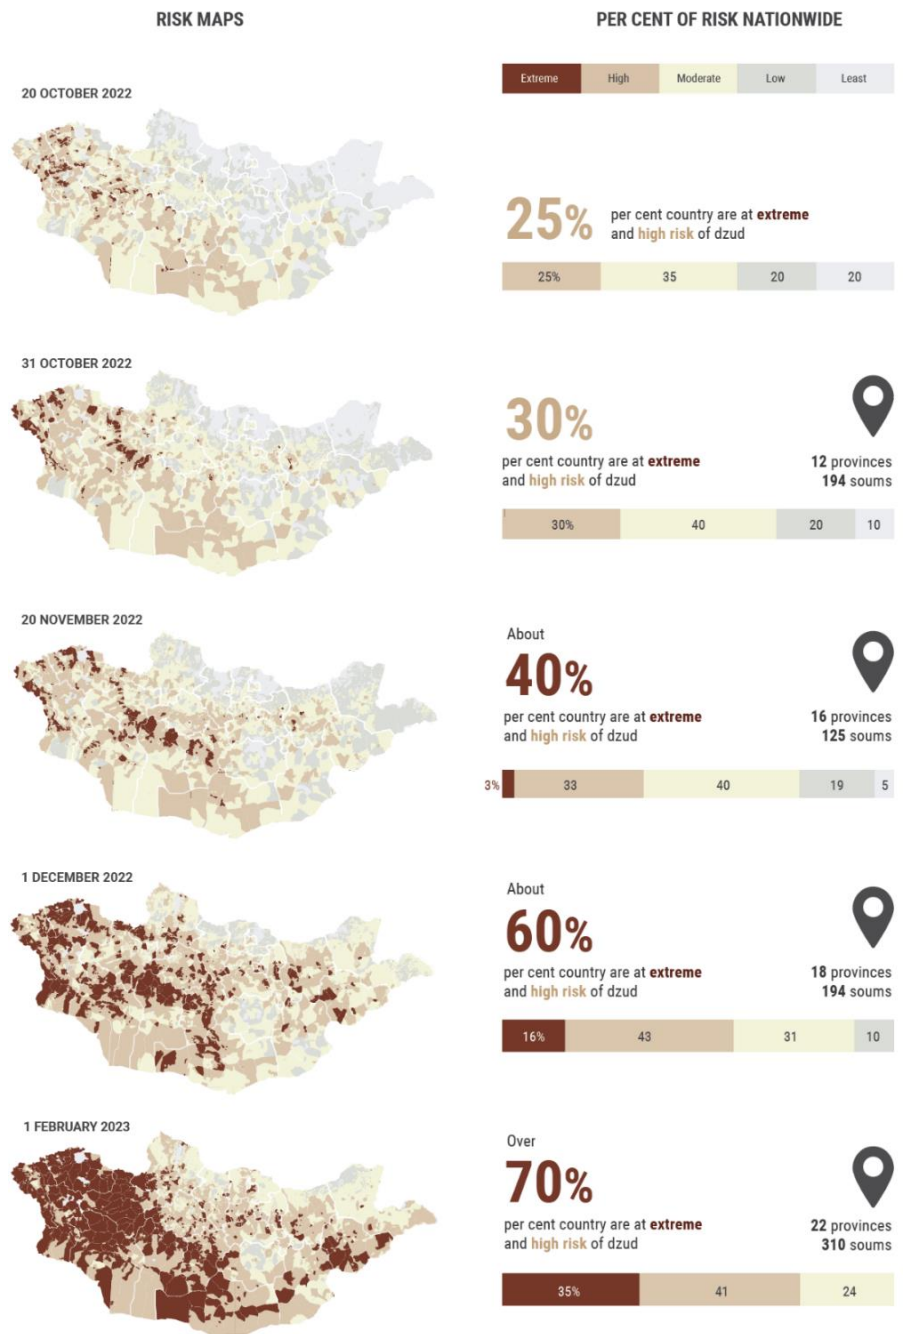 RISK MAPS
PER CENT OF RISK NATIONWIDE
Extreme High Moderate Low Least
20 OCTOBER 2022
25% per cent country are at extreme
and high risk of dzud
25% 35 20 20
31 OCTOBER 2022
30%
per cent country are at extreme
and high risk of dzud
12 provinces
194 soums
30% 40 20 10
20 NOVEMBER 2022
About
40%
per cent country are at extreme
and high risk of dzud
16 provinces
125 soums
3% 33 40 19 5
1 DECEMBER 2022
About
60%
per cent country are at extreme
and high risk of dzud
18 provinces
194 soums
16% 43 31 10
1 FEBRUARY 2023
Over
70%
per cent country are at extreme
and high risk of dzud
22 provinces
310 soums
35% 41 24